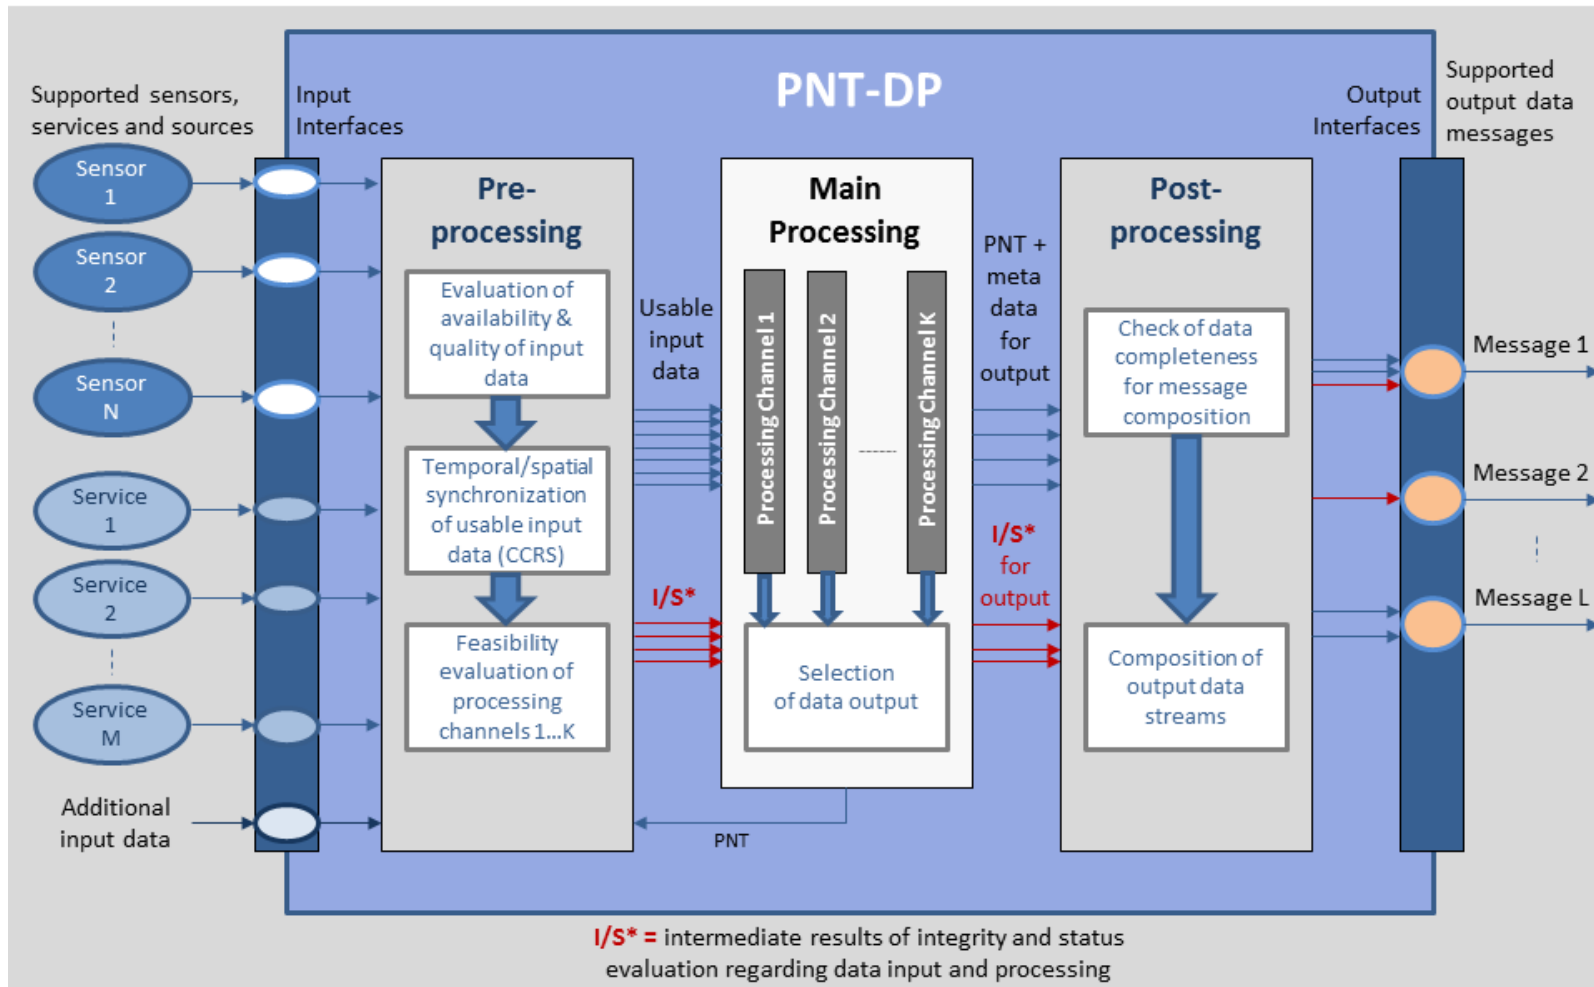 PNT-DP
Supported sensors,
services and sources
Input
Interfaces
Output
Interfaces
Supported
output data
messages
Sensor
1
Sensor
2
Sensor
N
Service
1
Service
2
Service
M
Additional
input data
Pre-
processing
Evaluation of
availability &
quality of input
data
Temporal/spatial
synchronization
of usable input
data (CCRS)
Feasibility
evaluation of
processing
channels 1...K
Usable
input
data
I/S*
Main
Processing
Processing Channel 1
Processing Channel 2
Processing Channel K
Selection
of data output
PNT
PNT +
meta
data
for
output
I/S*
for
output
Post-
processing
Check of data
completeness
for message
composition
Composition of
output data
streams
Message 1
Message 2
Message L
I/S* = intermediate results of integrity and status
evaluation regarding data input and processing